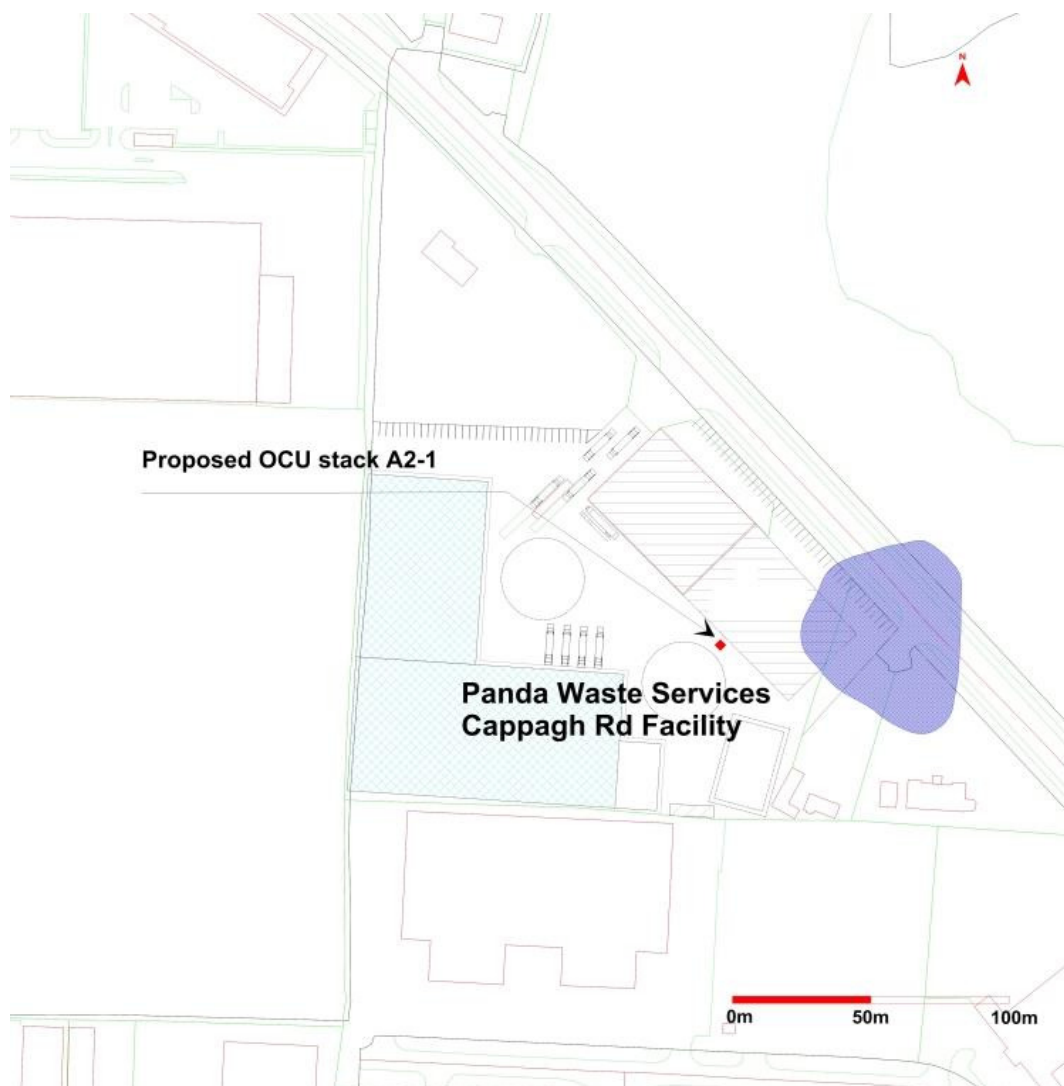 N
Proposed OCU stack A2-1
Panda Waste Services
Cappagh Rd Facility
0m 50m 100m